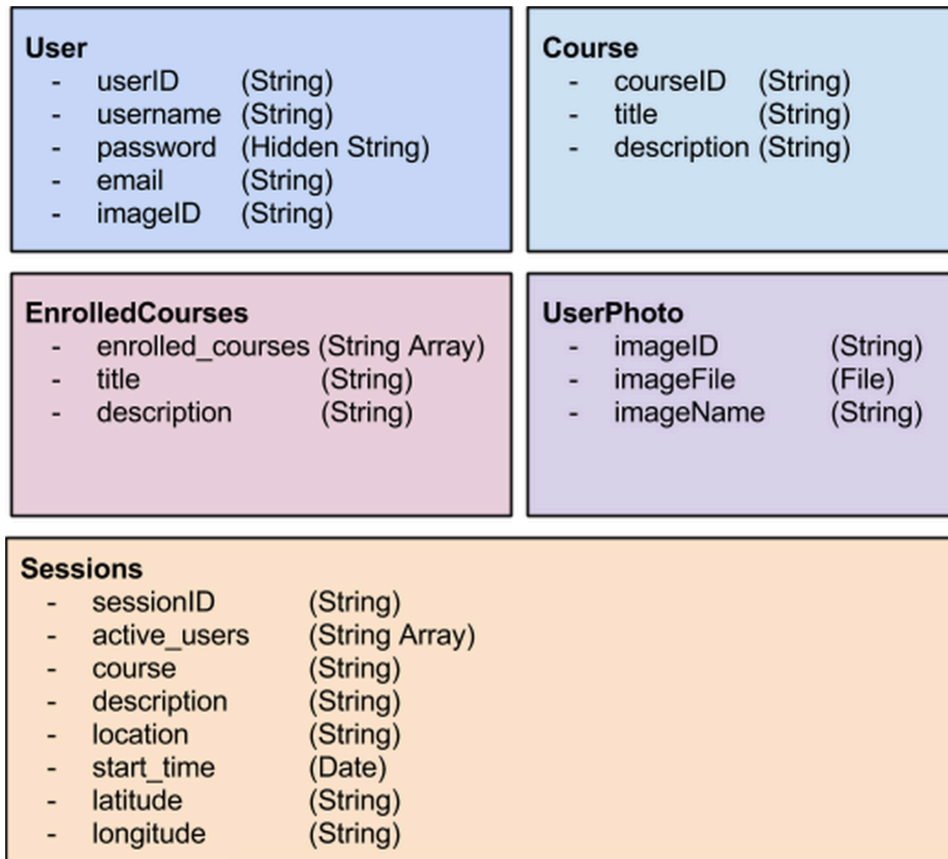 User
- userID (String)
- username (String)
- password (Hidden String)
- email (String)
- imageID (String)
Course
- courseID (String)
- title (String)
- description (String)
EnrolledCourses
- enrolled_courses (String Array)
- title (String)
- description (String)
UserPhoto
- imageID (String)
- imageFile (File)
- imageName (String)
Sessions
- sessionID (String)
- active_users (String Array)
- course (String)
- description (String)
- location (String)
- start_time (Date)
- latitude (String)
- longitude (String)